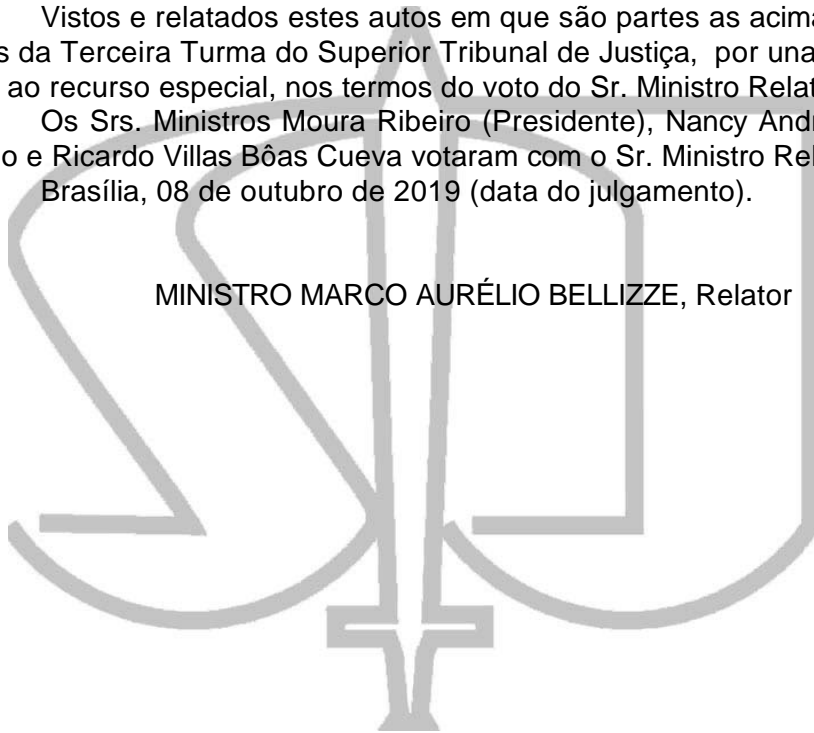 Vistos e relatados estes autos em que são partes as acima
s da Terceira Turma do Superior Tribunal de Justiça, por una
ao recurso especial, nos termos do voto do Sr. Ministro Relat
Os Srs. Ministros Moura Ribeiro (Presidente), Nancy Andr
o e Ricardo Villas Bôas Cueva votaram com o Sr. Ministro Rel
Brasília, 08 de outubro de 2019 (data do julgamento).
MINISTRO MARCO AURÉLIO BELLIZZE, Relator